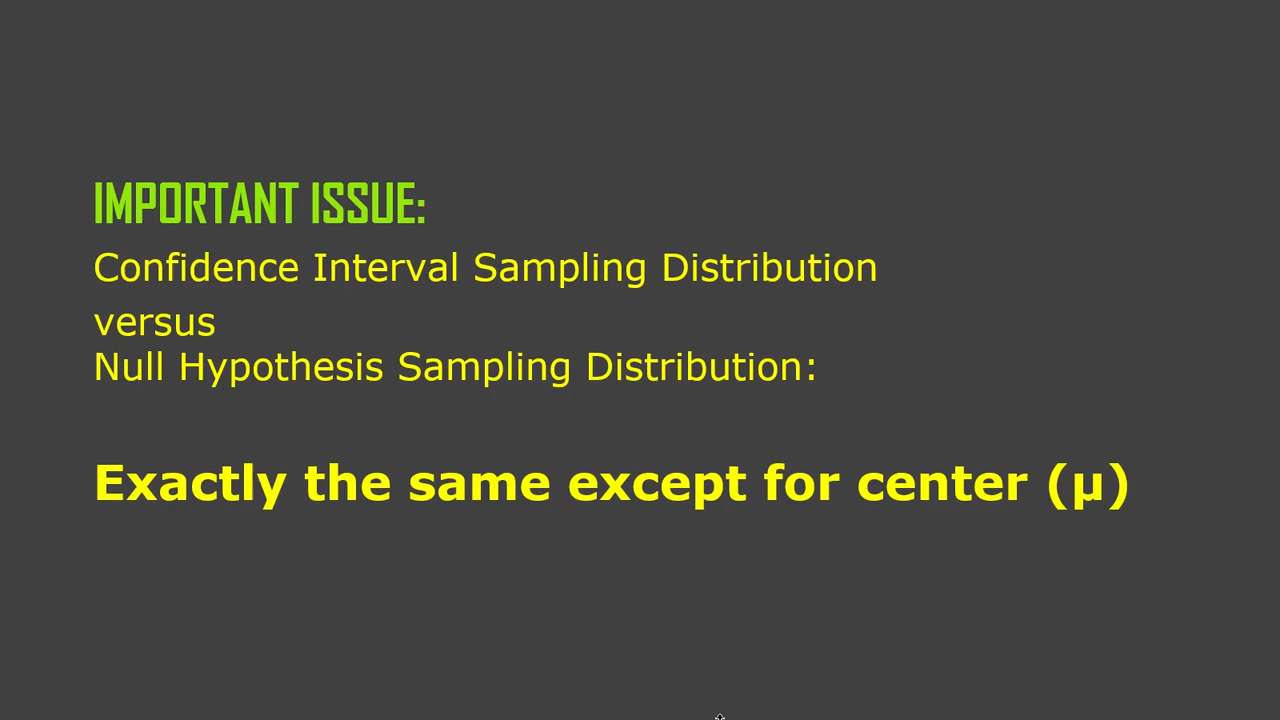 IMPORTANT ISSUE:
Confidence Interval Sampling Distribution
versus
Null Hypothesis Sampling Distribution:
Exactly the same except for center (µ)